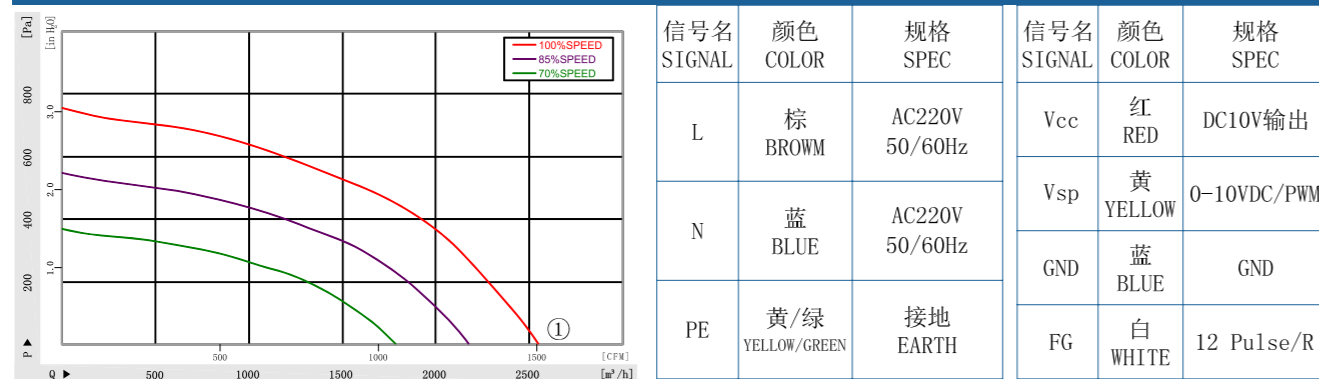 [Pa]
[in H₂O]
800
600
400
200
P ▶
3.0
2.0
1.0
100%SPEED
85%SPEED
70%SPEED
①
500
1000
1500
[CFM]
Q ▶
500
1000
1500
2000
2500
[m³/h]
信号名 颜色 规格
SIGNAL COLOR SPEC
L
棕
BROWM
AC220V
50/60Hz
N
蓝
BLUE
AC220V
50/60Hz
PE
黄/绿
YELLOW/GREEN
接地
EARTH
信号名 颜色 规格
SIGNAL COLOR SPEC
Vcc
红
RED
DC10V输出
Vsp
黄
YELLOW
0-10VDC/PWM
GND
蓝
BLUE
GND
FG
白
WHITE
12 Pulse/R